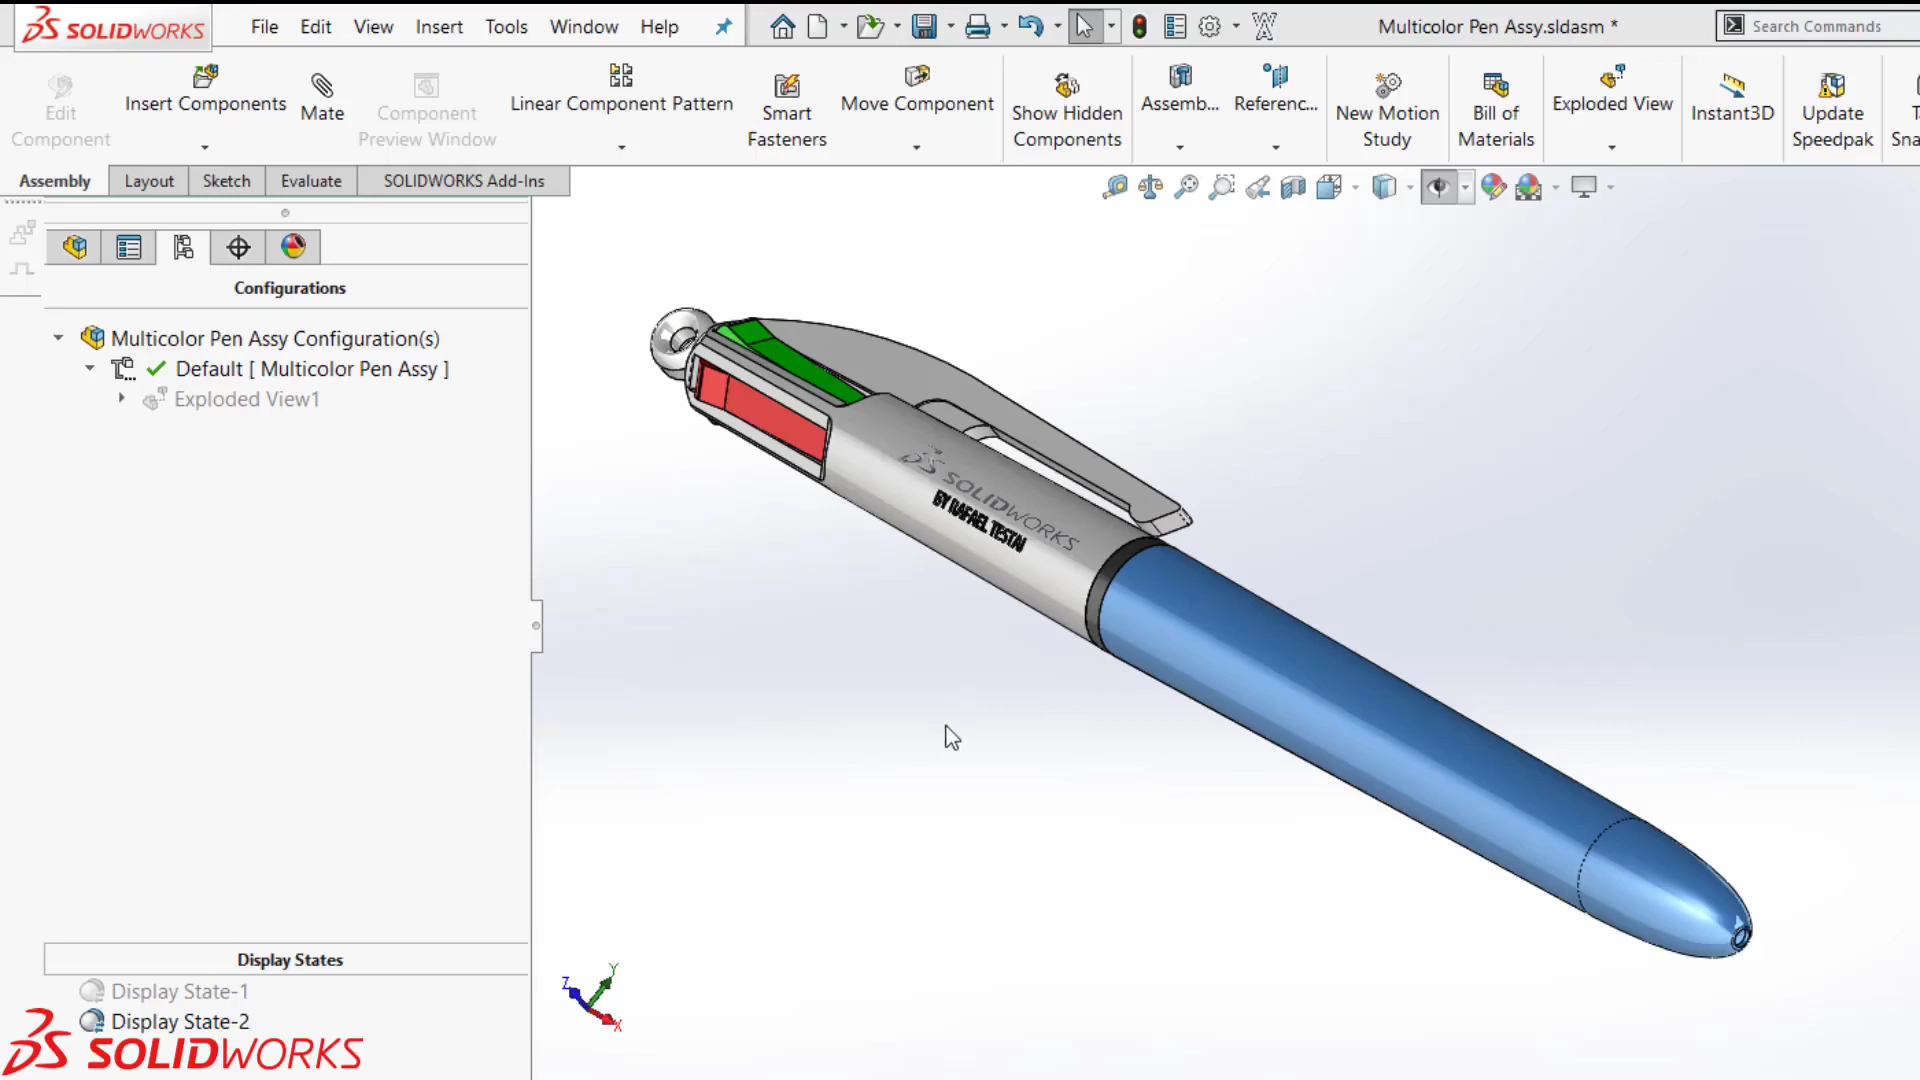 SOLIDWORKS
File Edit View Insert Tools Window Help
Multicolor Pen Assy.sldasm *
Search Commands
Edit Component
Insert Components
Mate
Component Preview Window
Linear Component Pattern
Smart Fasteners
Move Component
Show Hidden Components
Assemb...
Referenc...
New Motion Study
Bill of Materials
Exploded View
Instant3D
Update Speedpak
Assembly Layout Sketch Evaluate SOLIDWORKS Add-Ins
Configurations
Multicolor Pen Assy Configuration(s)
Default [ Multicolor Pen Assy ]
Exploded View1
SOLIDWORKS
BY RAFAEL TESTAI
Display States
Display State-1
Display State-2
Z Y X
SOLIDWORKS